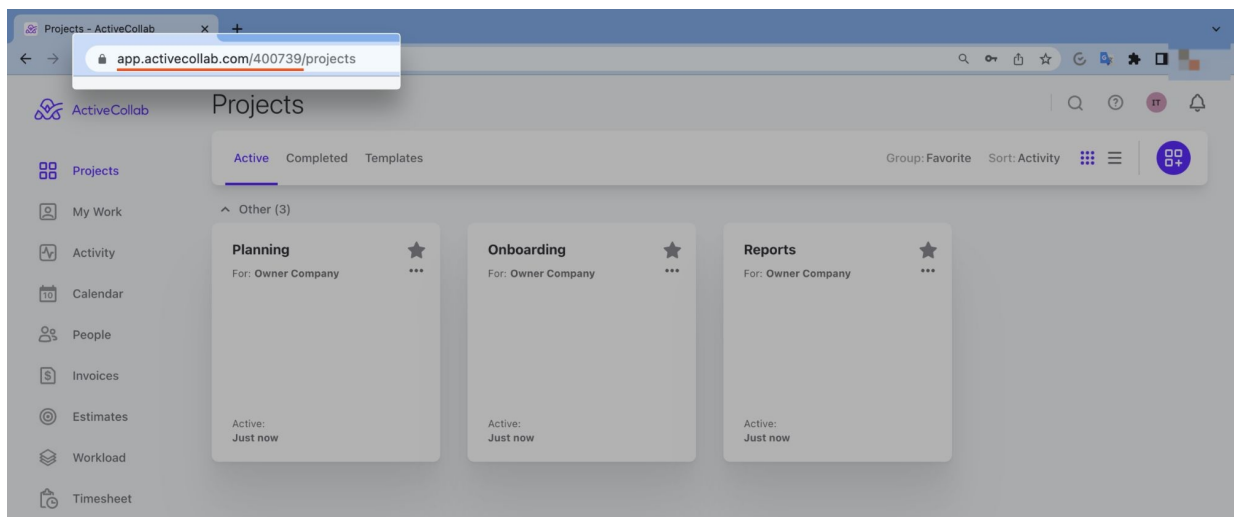 Projects - ActiveCollab
app.activecollab.com/400739/projects
ActiveCollab
Projects
IT
Active Completed Templates
Group: Favorite Sort: Activity
Projects
My Work
Activity
10
Calendar
People
Invoices
Estimates
Workload
Timesheet
Other (3)
Planning
For: Owner Company
Active:
Just now
Onboarding
For: Owner Company
Active:
Just now
Reports
For: Owner Company
Active:
Just now